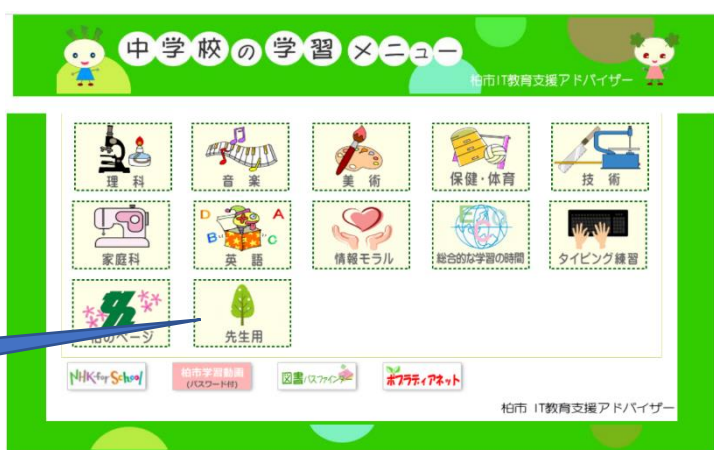 中学校の学習メニュー
柏市IT教育支援アドバイザー
理科
音楽
美術
保健・体育
技術
家庭科
D A
B C
英語
情報モラル
総合的な学習の時間
タイピング練習
柏のページ
先生用
NHK for School
柏市学習動画
(パスワード付)
図書パスファインダー
ポプラディアネット
柏市 IT教育支援アドバイザー